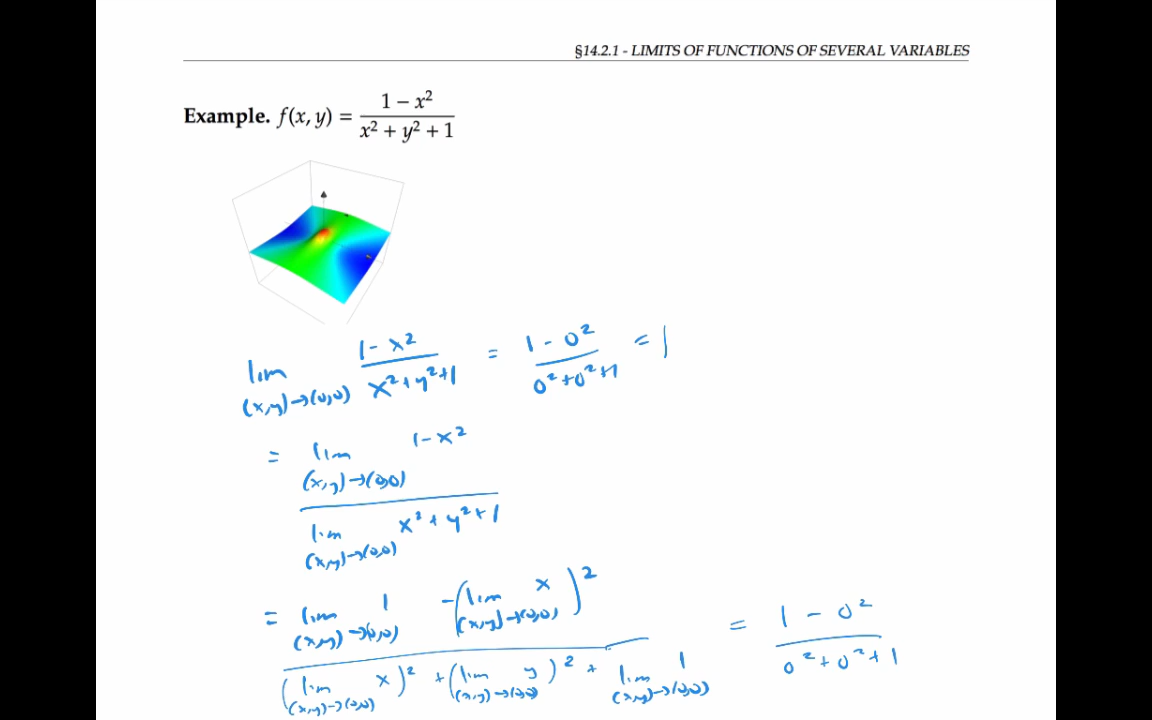 §14.2.1 - LIMITS OF FUNCTIONS OF SEVERAL VARIABLES
Example. f(x, y) = (1 − x²)/(x² + y² + 1)
lim (x,y)→(0,0) (1 - x²)/(x² + y² + 1) = (1 - 0²)/(0² + 0² + 1) = 1
= (lim (x,y)→(0,0) 1 - x²)/(lim (x,y)→(0,0) x² + y² + 1)
= (lim (x,y)→(0,0) 1 - (lim (x,y)→(0,0) x)²)/((lim (x,y)→(0,0) x)² + (lim (x,y)→(0,0) y)² + lim (x,y)→(0,0) 1) = (1 - 0²)/(0² + 0² + 1)